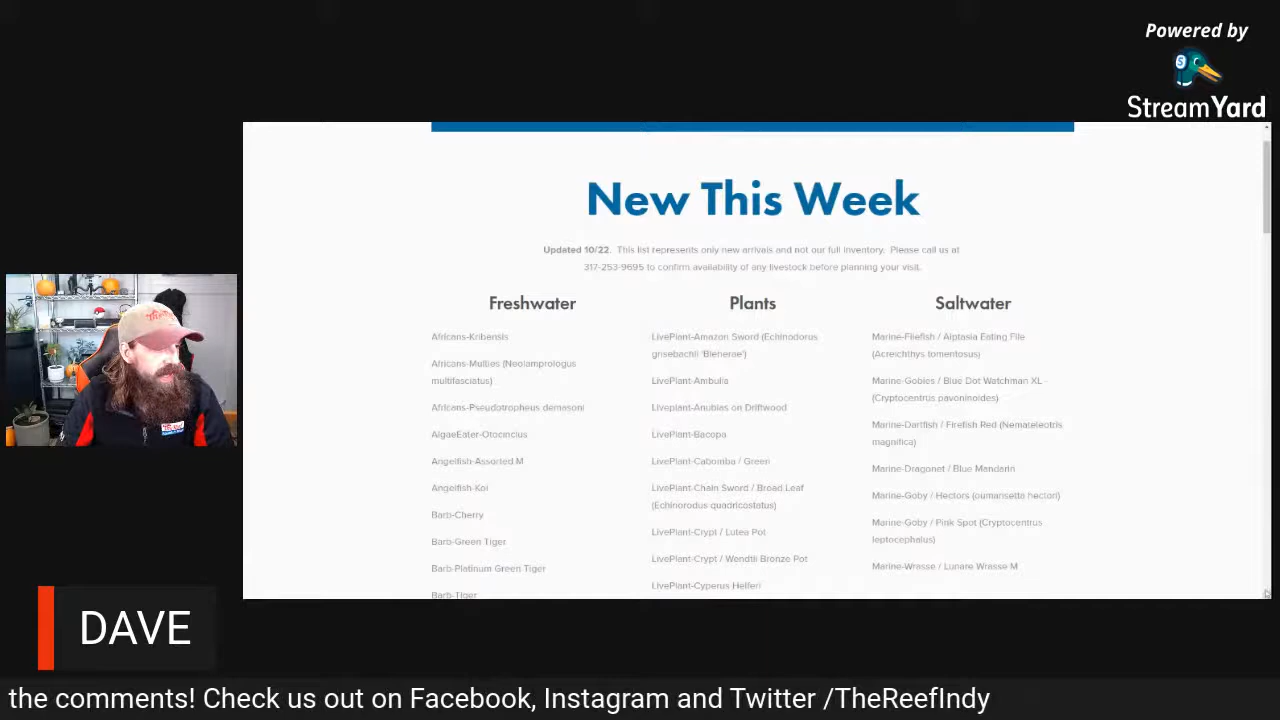 Powered by
StreamYard
New This Week
Updated 10/22. This list represents only new arrivals and not our full inventory. Please call us at
317-253-9695 to confirm availability of any livestock before planning your visit.
Freshwater
Africans-Kribensis
Africans-Multies (Neolamprologus
multifasciatus)
Africans-Pseudotropheus demasoni
AlgaeEater-Otocinclus
Angelfish-Assorted M
Angelfish-Koi
Barb-Cherry
Barb-Green Tiger
Barb-Platinum Green Tiger
Barb-Tiger
Plants
LivePlant-Amazon Sword (Echinodorus
grisebachii 'Bleherae')
LivePlant-Ambulia
Liveplant-Anubias on Driftwood
LivePlant-Bacopa
LivePlant-Cabomba / Green
LivePlant-Chain Sword / Broad Leaf
(Echinorodus quadricostatus)
LivePlant-Crypt / Lutea Pot
LivePlant-Crypt / Wendtii Bronze Pot
LivePlant-Cyperus Helferi
Saltwater
Marine-Filefish / Aiptasia Eating File
(Acreichthys tomentosus)
Marine-Gobies / Blue Dot Watchman XL -
(Cryptocentrus pavoninoides)
Marine-Dartfish / Firefish Red (Nemateleotris
magnifica)
Marine-Dragonet / Blue Mandarin
Marine-Goby / Hectors (oumansetta hectori)
Marine-Goby / Pink Spot (Cryptocentrus
leptocephalus)
Marine-Wrasse / Lunare Wrasse M
DAVE
the comments! Check us out on Facebook, Instagram and Twitter /TheReefIndy